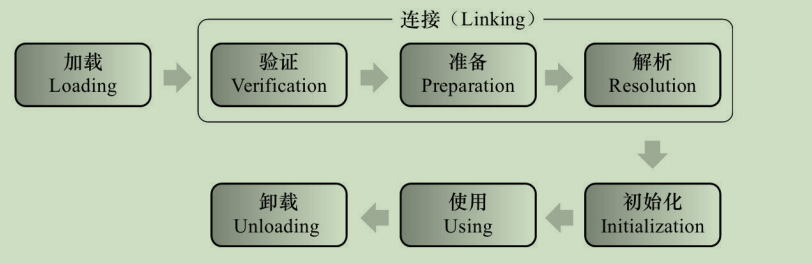 连接（Linking）
加载
Loading
验证
Verification
准备
Preparation
解析
Resolution
初始化
Initialization
使用
Using
卸载
Unloading